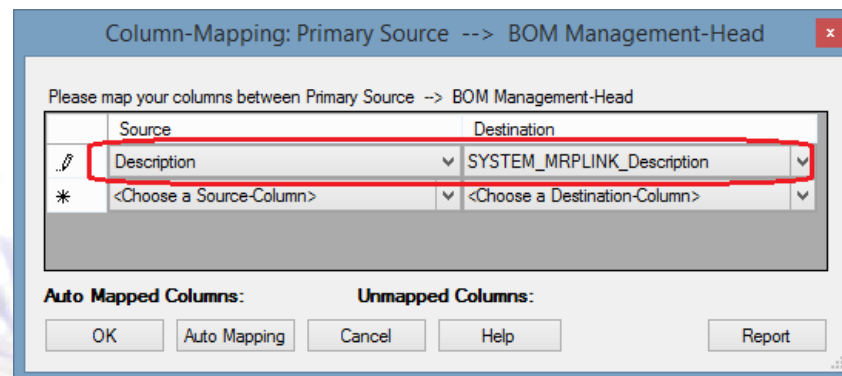 Column-Mapping: Primary Source --> BOM Management-Head
x
Please map your columns between Primary Source --> BOM Management-Head
Source Destination
Description SYSTEM_MRPLINK_Description
<Choose a Source-Column> <Choose a Destination-Column>
Auto Mapped Columns: Unmapped Columns:
OK Auto Mapping Cancel Help Report